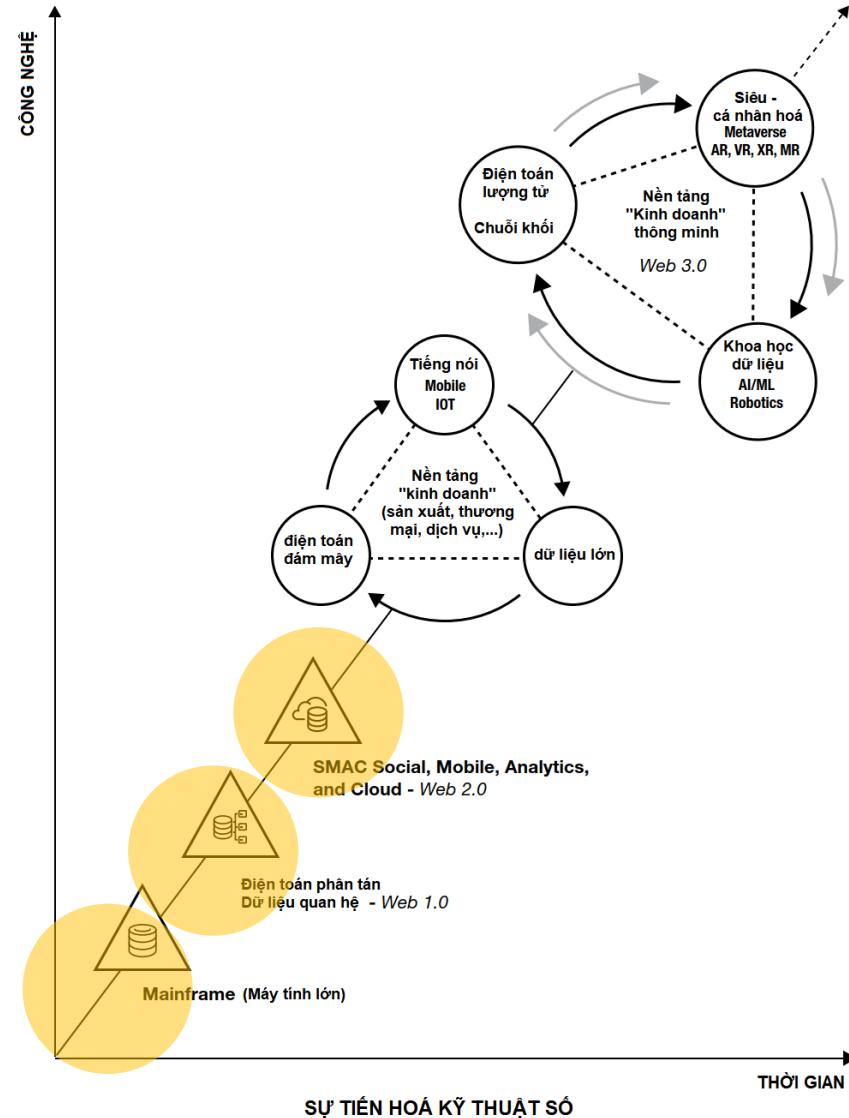 CÔNG NGHỆ
Siêu -
cá nhân hoá
Metaverse
AR, VR, XR, MR
Điện toán
lượng tử
Chuỗi khối
Nền tảng
"Kinh doanh"
thông minh
Web 3.0
Khoa học
dữ liệu
AI/ML
Robotics
Tiếng nói
Mobile
IOT
Nền tảng
"kinh doanh"
(sản xuất, thương
mại, dịch vụ,...)
điện toán
đám mây
dữ liệu lớn
SMAC Social, Mobile, Analytics,
and Cloud - Web 2.0
Điện toán phân tán
Dữ liệu quan hệ - Web 1.0
Mainframe (Máy tính lớn)
THỜI GIAN
SỰ TIẾN HOÁ KỸ THUẬT SỐ